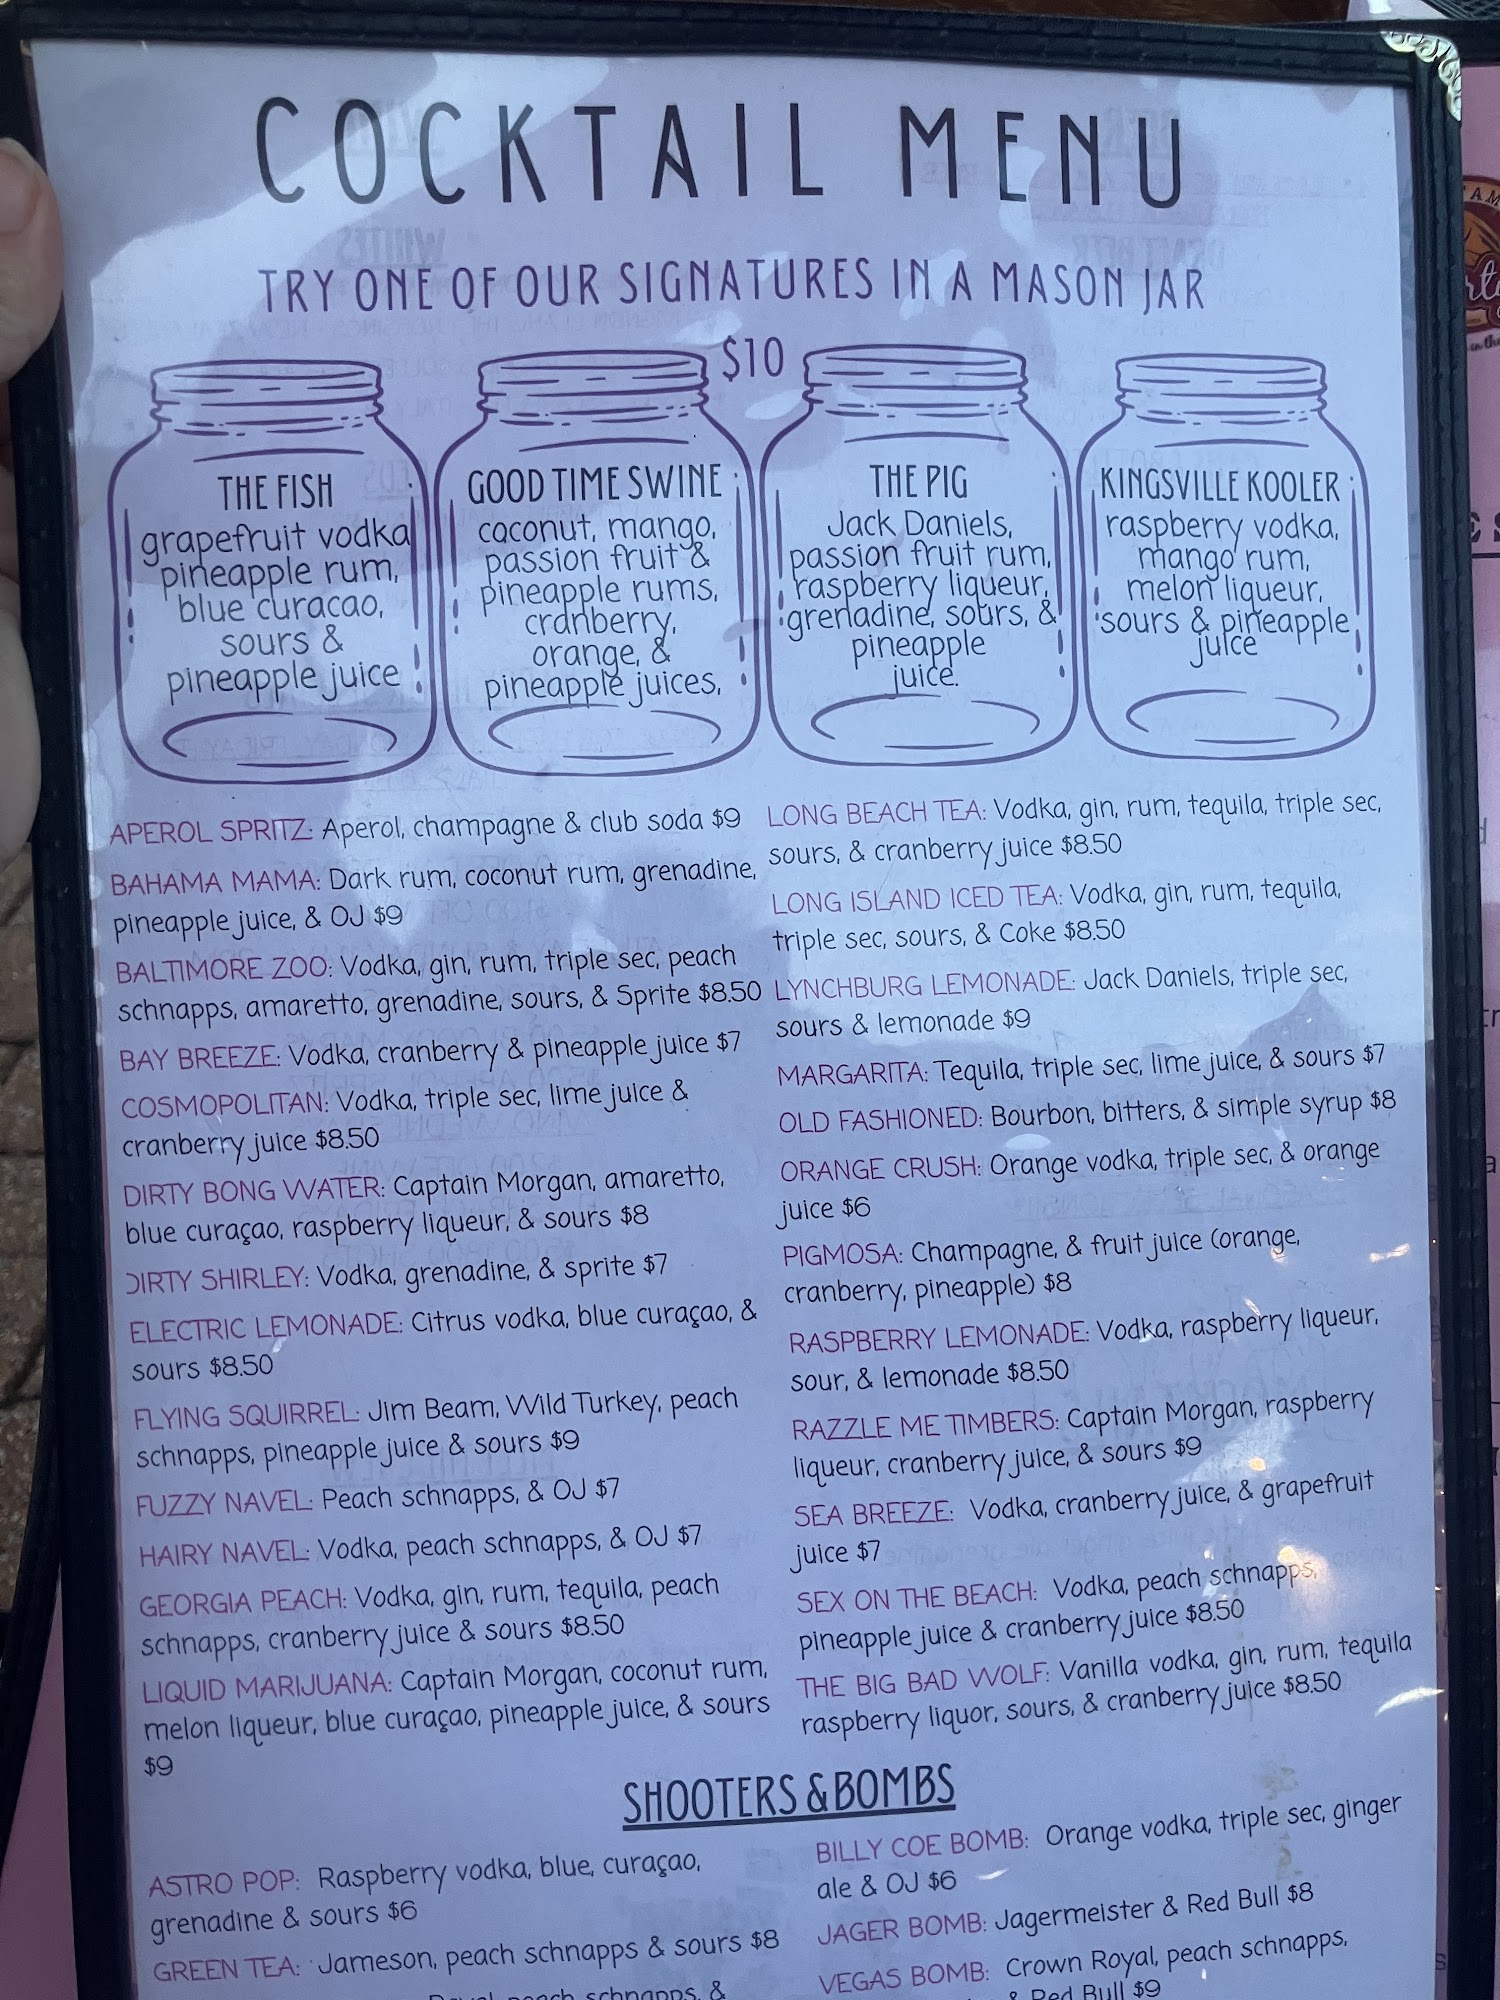 COCKTAIL MENU
TRY ONE OF OUR SIGNATURES IN A MASON JAR
$10
THE FISH
grapefruit vodka
pineapple rum,
blue curacao,
sours &
pineapple juice
GOOD TIME SWINE
coconut, mango,
passion fruit &
pineapple rums,
cranberry,
orange, &
pineapple juices,
THE PIG
Jack Daniels,
passion fruit rum,
raspberry liqueur,
grenadine, sours, &
pineapple
juice.
KINGSVILLE KOOLER
raspberry vodka,
mango rum,
melon liqueur,
sours & pineapple
juice
APEROL SPRITZ: Aperol, champagne & club soda $9
BAHAMA MAMA: Dark rum, coconut rum, grenadine,
pineapple juice, & OJ $9
BALTIMORE ZOO: Vodka, gin, rum, triple sec, peach
schnapps, amaretto, grenadine, sours, & Sprite $8.50
BAY BREEZE: Vodka, cranberry & pineapple juice $7
COSMOPOLITAN: Vodka, triple sec, lime juice &
cranberry juice $8.50
DIRTY BONG WATER: Captain Morgan, amaretto,
blue curaçao, raspberry liqueur, & sours $8
DIRTY SHIRLEY: Vodka, grenadine, & sprite $7
ELECTRIC LEMONADE: Citrus vodka, blue curaçao, &
sours $8.50
FLYING SQUIRREL: Jim Beam, Wild Turkey, peach
schnapps, pineapple juice & sours $9
FUZZY NAVEL: Peach schnapps, & OJ $7
HAIRY NAVEL: Vodka, peach schnapps, & OJ $7
GEORGIA PEACH: Vodka, gin, rum, tequila, peach
schnapps, cranberry juice & sours $8.50
LIQUID MARIJUANA: Captain Morgan, coconut rum,
melon liqueur, blue curaçao, pineapple juice, & sours
$9
LONG BEACH TEA: Vodka, gin, rum, tequila, triple sec,
sours, & cranberry juice $8.50
LONG ISLAND ICED TEA: Vodka, gin, rum, tequila,
triple sec, sours, & Coke $8.50
LYNCHBURG LEMONADE: Jack Daniels, triple sec,
sours & lemonade $9
MARGARITA: Tequila, triple sec, lime juice, & sours $7
OLD FASHIONED: Bourbon, bitters, & simple syrup $8
ORANGE CRUSH: Orange vodka, triple sec, & orange
juice $6
PIGMOSA: Champagne, & fruit juice (orange,
cranberry, pineapple) $8
RASPBERRY LEMONADE: Vodka, raspberry liqueur,
sour, & lemonade $8.50
RAZZLE ME TIMBERS: Captain Morgan, raspberry
liqueur, cranberry juice, & sours $9
SEA BREEZE: Vodka, cranberry juice, & grapefruit
juice $7
SEX ON THE BEACH: Vodka, peach schnapps,
pineapple juice & cranberry juice $8.50
THE BIG BAD WOLF: Vanilla vodka, gin, rum, tequila
raspberry liquor, sours, & cranberry juice $8.50
SHOOTERS & BOMBS
ASTRO POP: Raspberry vodka, blue, curaçao,
grenadine & sours $6
GREEN TEA: Jameson, peach schnapps & sours $8
peach schnapps, &
BILLY COE BOMB: Orange vodka, triple sec, ginger
ale & OJ $6
JAGER BOMB: Jagermeister & Red Bull $8
VEGAS BOMB: Crown Royal, peach schnapps,
& Red Bull $9